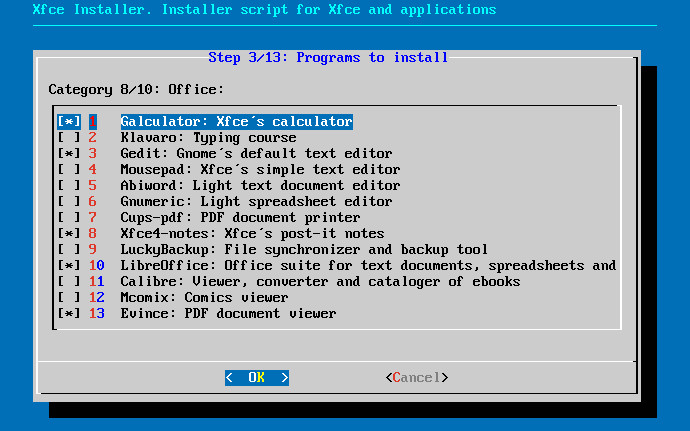 Xfce Installer. Installer script for Xfce and applications
Step 3/13: Programs to install
Category 8/10: Office:
[*] 1 Galculator: Xfce´s calculator
[ ] 2 Klavaro: Typing course
[*] 3 Gedit: Gnome´s default text editor
[ ] 4 Mousepad: Xfce´s simple text editor
[ ] 5 Abiword: Light text document editor
[ ] 6 Gnumeric: Light spreadsheet editor
[ ] 7 Cups-pdf: PDF document printer
[*] 8 Xfce4-notes: Xfce´s post-it notes
[ ] 9 LuckyBackup: File synchronizer and backup tool
[*] 10 LibreOffice: Office suite for text documents, spreadsheets and
[ ] 11 Calibre: Viewer, converter and cataloger of ebooks
[ ] 12 Mcomix: Comics viewer
[*] 13 Evince: PDF document viewer
< OK > <Cancel>